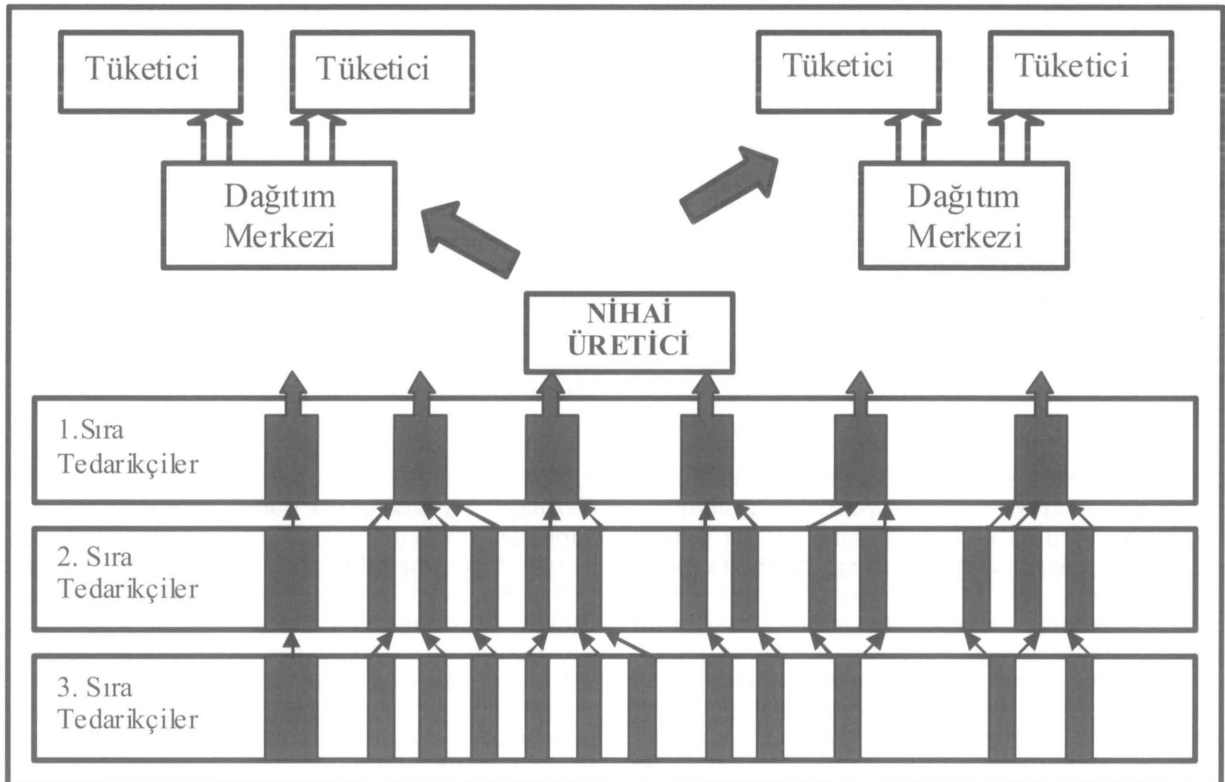 Tüketici
Tüketici
Tüketici
Tüketici
Dağıtım
Merkezi
Dağıtım
Merkezi
NİHAİ
ÜRETİCİ
1.Sıra
Tedarikçiler
2. Sıra
Tedarikçiler
3. Sıra
Tedarikçiler